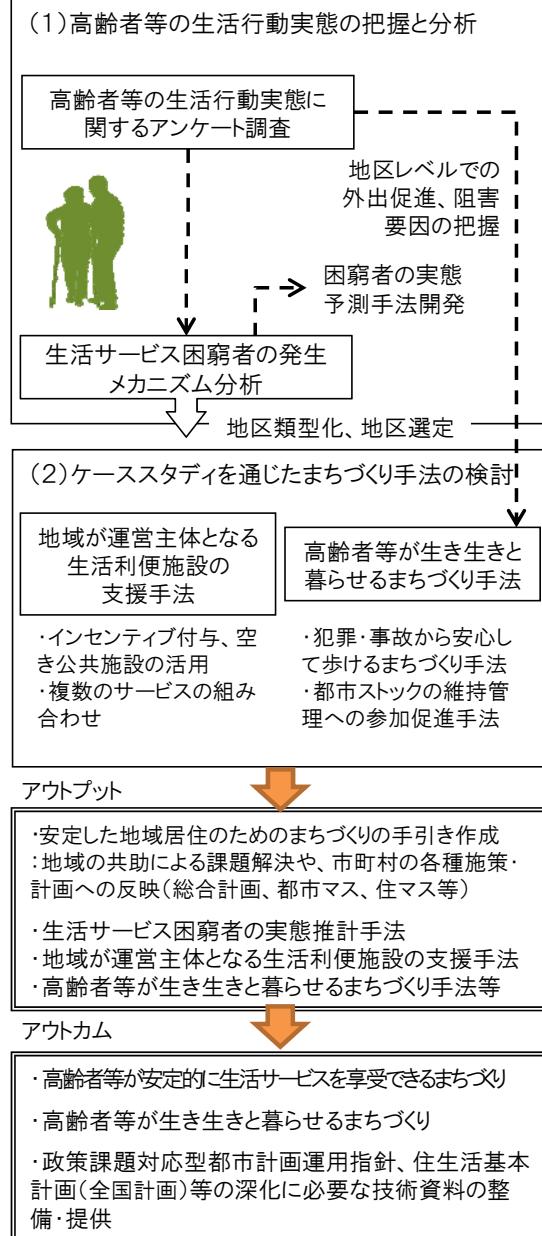 (1)高齢者等の生活行動実態の把握と分析
高齢者等の生活行動実態に
関するアンケート調査
地区レベルでの
外出促進、阻害
要因の把握
困窮者の実態
予測手法開発
生活サービス困窮者の発生
メカニズム分析
地区類型化、地区選定
(2)ケーススタディを通じたまちづくり手法の検討
地域が運営主体となる
生活利便施設の
支援手法
・インセンティブ付与、空
き公共施設の活用
・複数のサービスの組み
合わせ
高齢者等が生き生きと
暮らせるまちづくり手法
・犯罪・事故から安心し
て歩けるまちづくり手法
・都市ストックの維持管
理への参加促進手法
アウトプット
・安定した地域居住のためのまちづくりの手引き作成
:地域の共助による課題解決や、市町村の各種施策・
計画への反映(総合計画、都市マス、住マス等)
・生活サービス困窮者の実態推計手法
・地域が運営主体となる生活利便施設の支援手法
・高齢者等が生き生きと暮らせるまちづくり手法等
アウトカム
・高齢者等が安定的に生活サービスを享受できるまちづくり
・高齢者等が生き生きと暮らせるまちづくり
・政策課題対応型都市計画運用指針、住生活基本
計画(全国計画)等の深化に必要な技術資料の整
備・提供